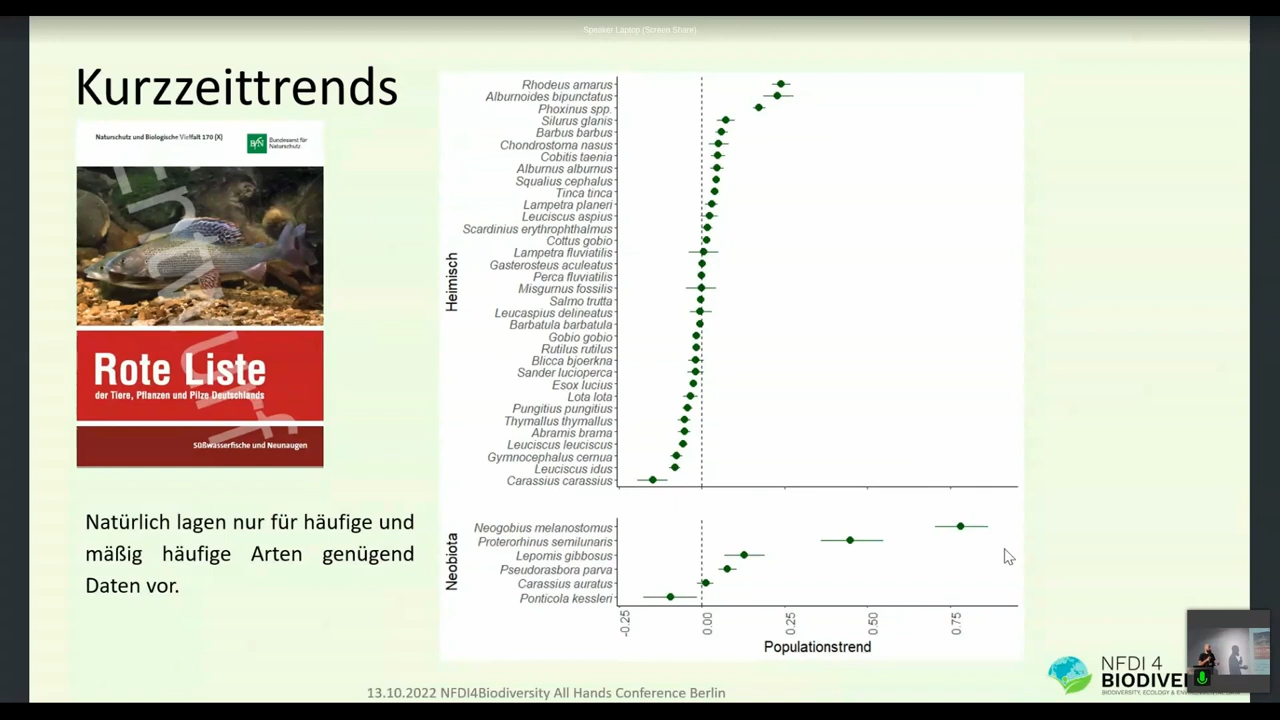 Speaker Laptop (Screen Share)
Kurzzeittrends
Naturschutz und Biologische Vielfalt 170 (X)
BfN
Bundesamt für
Naturschutz
Entwurf
Rote Liste
der Tiere, Pflanzen und Pilze Deutschlands
Süßwasserfische und Neunaugen
Natürlich lagen nur für häufige und
mäßig häufige Arten genügend
Daten vor.
Heimisch
Rhodeus amarus
Alburnoides bipunctatus
Phoxinus spp.
Silurus glanis
Barbus barbus
Chondrostoma nasus
Cobitis taenia
Alburnus alburnus
Squalius cephalus
Tinca tinca
Lampetra planeri
Leuciscus aspius
Scardinius erythrophthalmus
Cottus gobio
Lampetra fluviatilis
Gasterosteus aculeatus
Perca fluviatilis
Misgurnus fossilis
Salmo trutta
Leucaspius delineatus
Barbatula barbatula
Gobio gobio
Rutilus rutilus
Blicca bjoerkna
Sander lucioperca
Esox lucius
Lota lota
Pungitius pungitius
Thymallus thymallus
Abramis brama
Leuciscus leuciscus
Gymnocephalus cernua
Leuciscus idus
Carassius carassius
Neobiota
Neogobius melanostomus
Proterorhinus semilunaris
Lepomis gibbosus
Pseudorasbora parva
Carassius auratus
Ponticola kessleri
-0.25 0.00 0.25 0.50 0.75
Populationstrend
13.10.2022 NFDI4Biodiversity All Hands Conference Berlin
NFDI 4
BIODIVE
BIODIVERSITY, ECOLOGY &